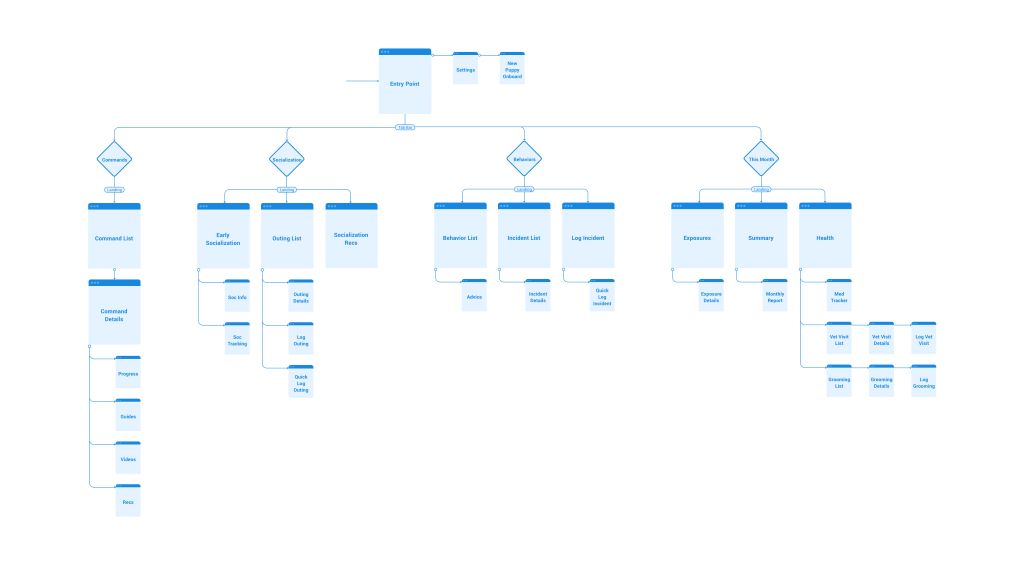 Entry Point
Settings
New
Puppy
Onboard
Tab Bar
Commands
Socialization
Behaviors
This Month
Landing
Landing
Landing
Landing
Command List
Early
Socialization
Outing List
Socialization
Recs
Behavior List
Incident List
Log Incident
Exposures
Summary
Health
Command
Details
Soc Info
Outing
Details
Advice
Incident
Details
Quick
Log
Incident
Exposure
Details
Monthly
Report
Med
Tracker
Soc
Tracking
Log
Outing
Vet Visit
List
Vet Visit
Details
Log Vet
Visit
Progress
Quick
Log
Outing
Grooming
List
Grooming
Details
Log
Grooming
Guides
Videos
Recs